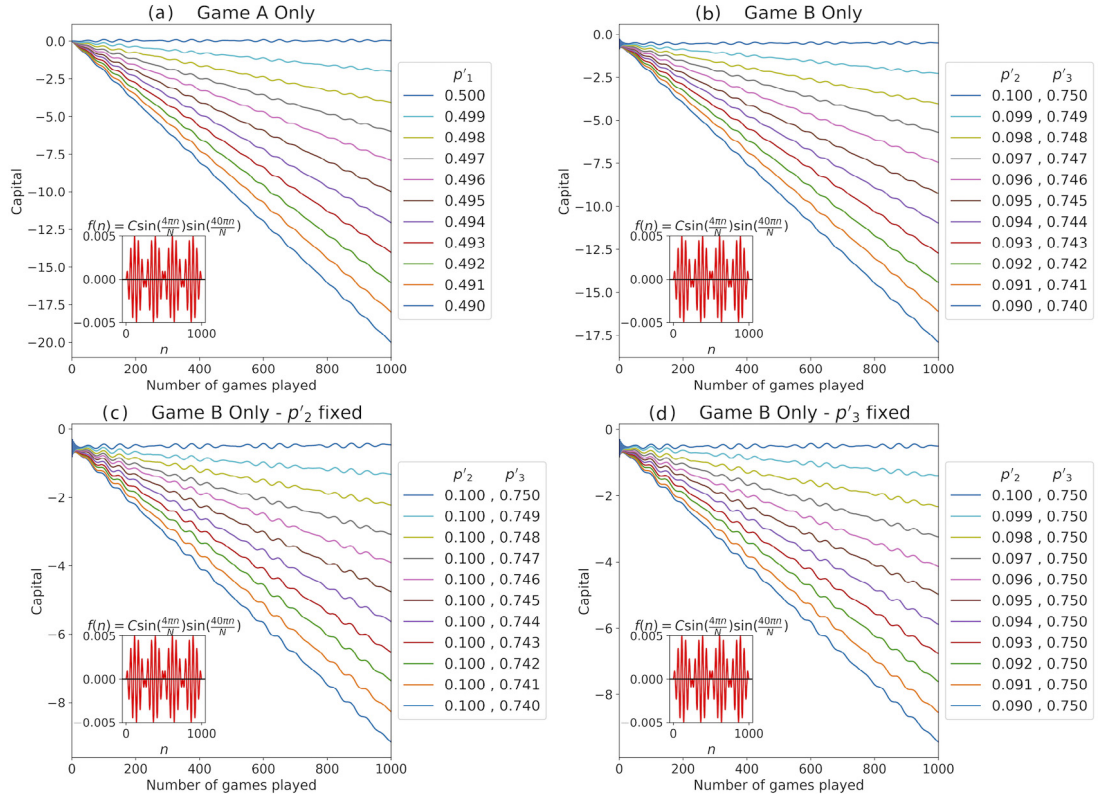 (a) Game A Only
0.0
−2.5
−5.0
−7.5
−10.0
−12.5
−15.0
−17.5
−20.0
Capital
0 200 400 600 800 1000
Number of games played
f(n) = Csin(4πn/N)sin(40πn/N)
0.005
0.000
−0.005
0 1000
n
p′₁
0.500
0.499
0.498
0.497
0.496
0.495
0.494
0.493
0.492
0.491
0.490
(b) Game B Only
0.0
−2.5
−5.0
−7.5
−10.0
−12.5
−15.0
−17.5
Capital
0 200 400 600 800 1000
Number of games played
f(n) = Csin(4πn/N)sin(40πn/N)
0.005
0.000
−0.005
0 1000
n
p′₂ p′₃
0.100 , 0.750
0.099 , 0.749
0.098 , 0.748
0.097 , 0.747
0.096 , 0.746
0.095 , 0.745
0.094 , 0.744
0.093 , 0.743
0.092 , 0.742
0.091 , 0.741
0.090 , 0.740
(c) Game B Only - p′₂ fixed
0
−2
−4
−6
−8
Capital
0 200 400 600 800 1000
Number of games played
f(n) = Csin(4πn/N)sin(40πn/N)
0.005
0.000
−0.005
0 1000
n
p′₂ p′₃
0.100 , 0.750
0.100 , 0.749
0.100 , 0.748
0.100 , 0.747
0.100 , 0.746
0.100 , 0.745
0.100 , 0.744
0.100 , 0.743
0.100 , 0.742
0.100 , 0.741
0.100 , 0.740
(d) Game B Only - p′₃ fixed
0
−2
−4
−6
−8
Capital
0 200 400 600 800 1000
Number of games played
f(n) = Csin(4πn/N)sin(40πn/N)
0.005
0.000
−0.005
0 1000
n
p′₂ p′₃
0.100 , 0.750
0.099 , 0.750
0.098 , 0.750
0.097 , 0.750
0.096 , 0.750
0.095 , 0.750
0.094 , 0.750
0.093 , 0.750
0.092 , 0.750
0.091 , 0.750
0.090 , 0.750